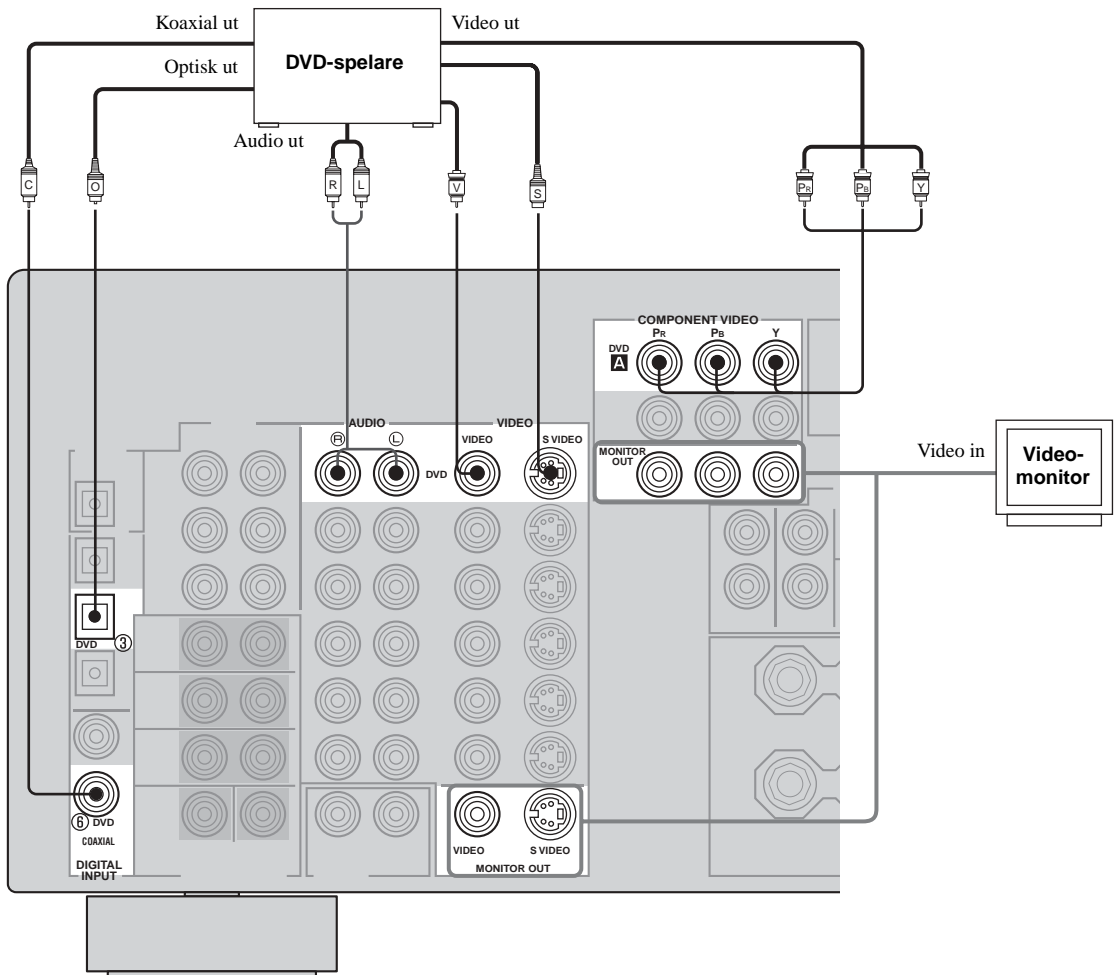 Koaxial ut
Video ut
DVD-spelare
Optisk ut
Audio ut
C
O
R
L
V
S
PR
PB
Y
COMPONENT VIDEO
PR
PB
Y
DVD
A
AUDIO
VIDEO
R
L
VIDEO
S VIDEO
DVD
MONITOR
OUT
Video in
Video-
monitor
DVD
③
⑥ DVD
COAXIAL
DIGITAL
INPUT
VIDEO
S VIDEO
MONITOR OUT